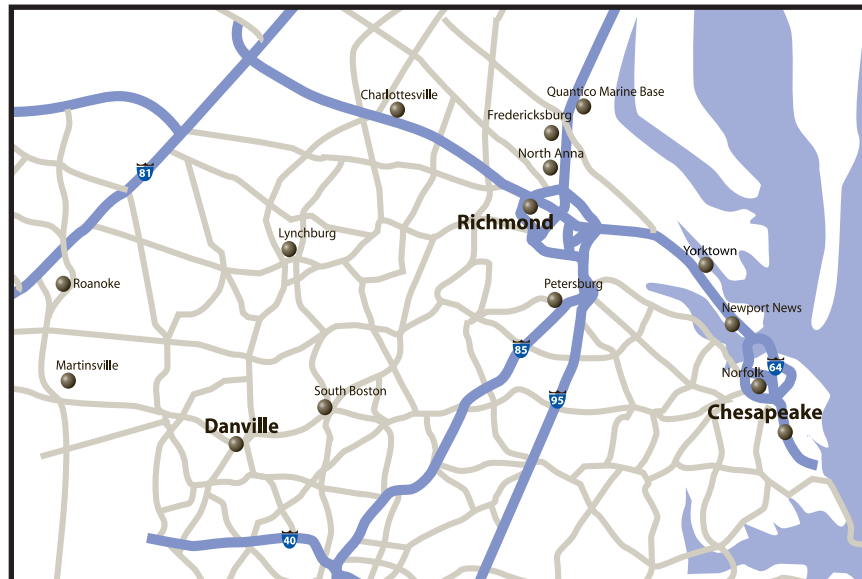 Quantico Marine Base
Charlottesville
Fredericksburg
North Anna
81
Richmond
Lynchburg
Yorktown
Roanoke
Petersburg
Newport News
85
Martinsville
64
Norfolk
South Boston
95
Chesapeake
Danville
40